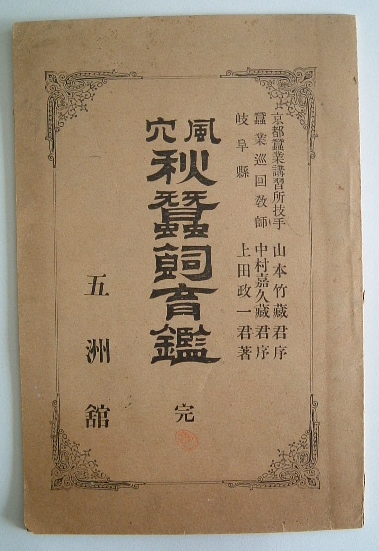 京都蠶業講習所技手 山本竹藏君序
蠶業巡回教師 中村嘉久藏君序
岐阜縣 上田政一君著
風穴 秋蠶飼育鑑 完
五洲舘